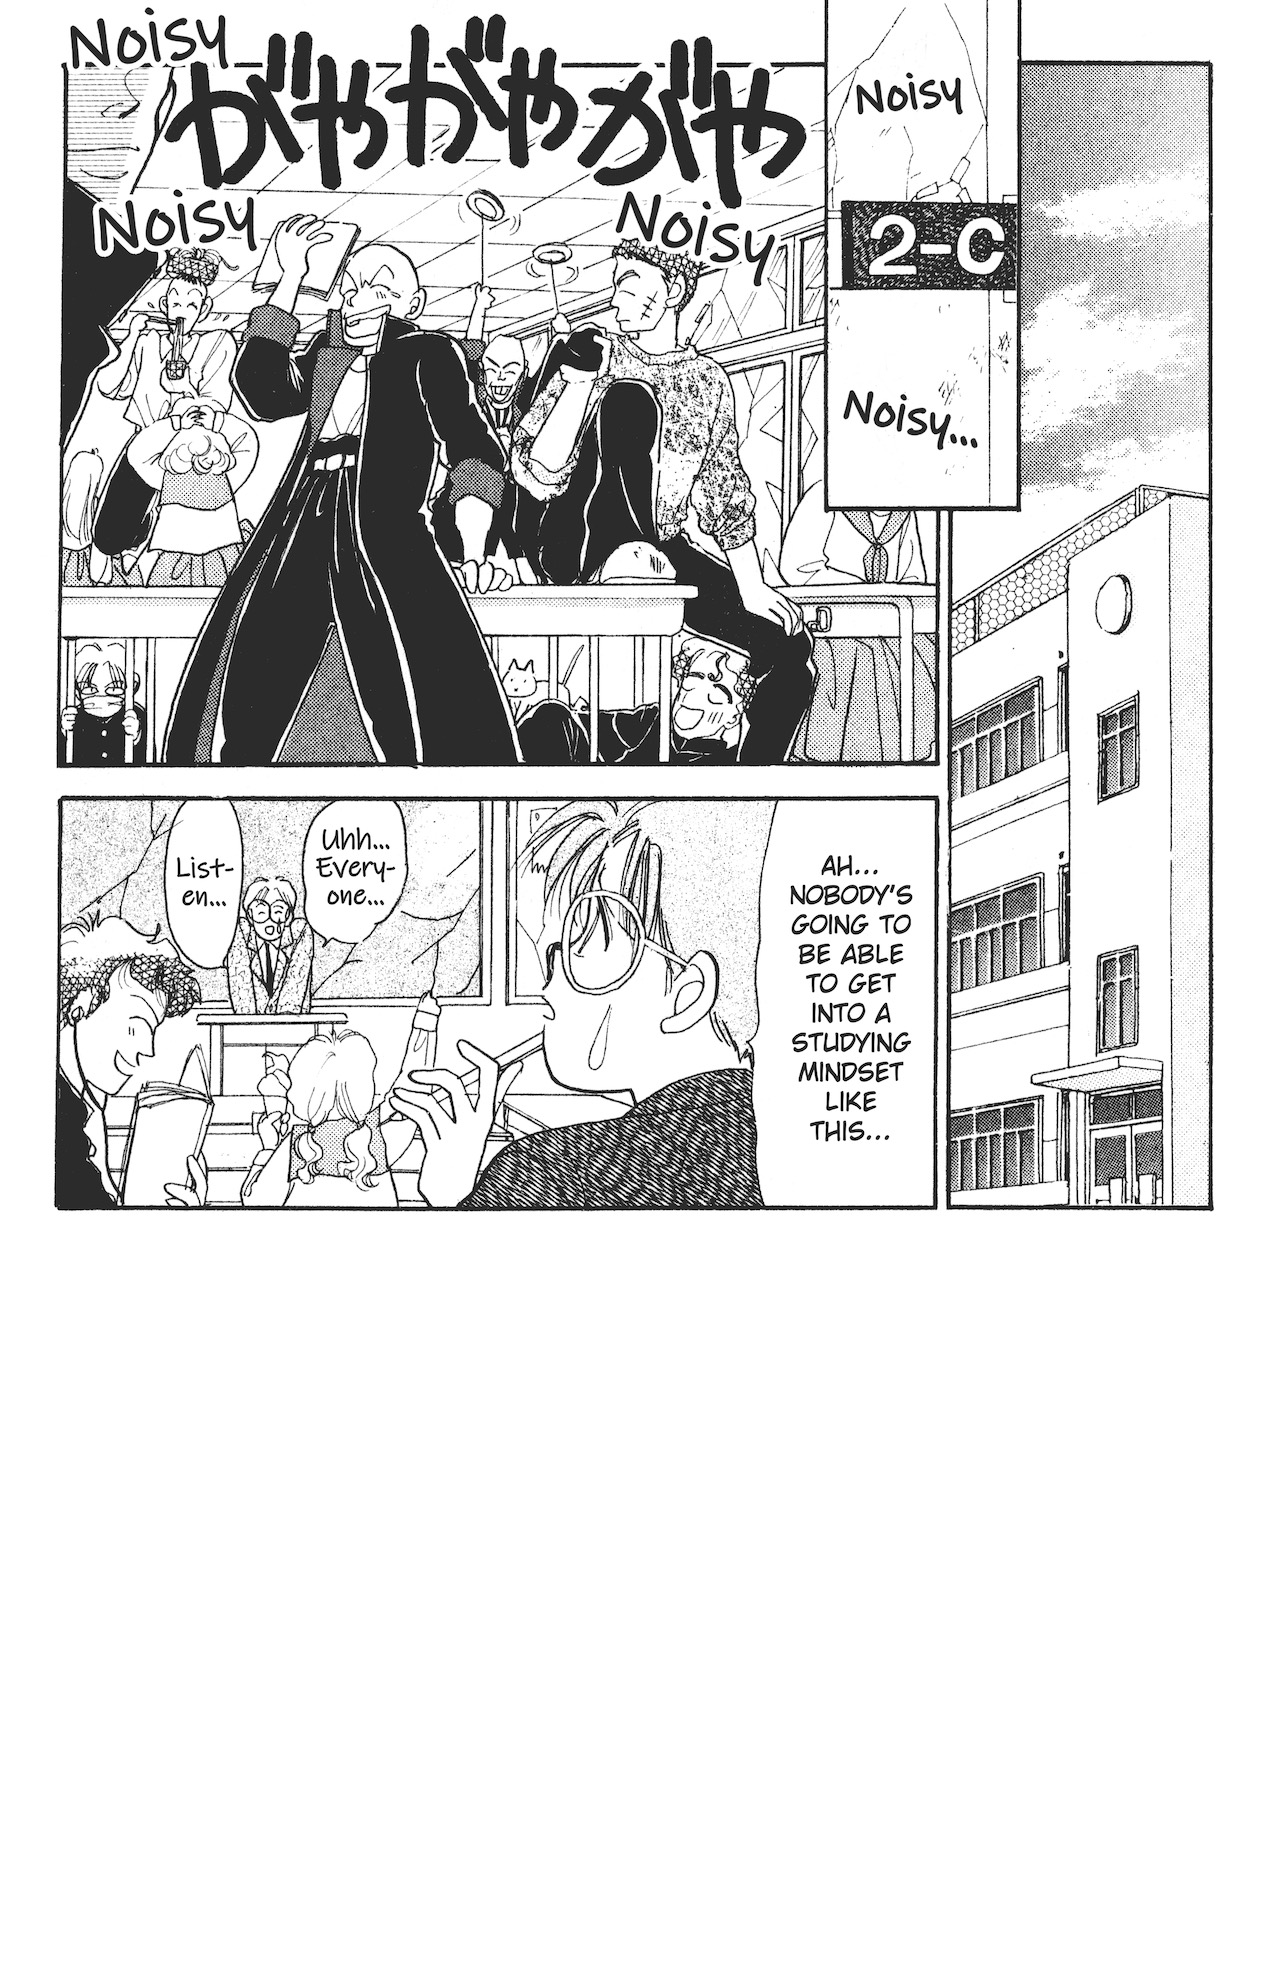 Noisy
2-C
Noisy...
Noisy
がやがやがや
Noisy
Noisy
AH...
NOBODY'S
GOING TO
BE ABLE
TO GET
INTO A
STUDYING
MINDSET
LIKE
THIS...
Uhh...
Every-
one...
List-
en...